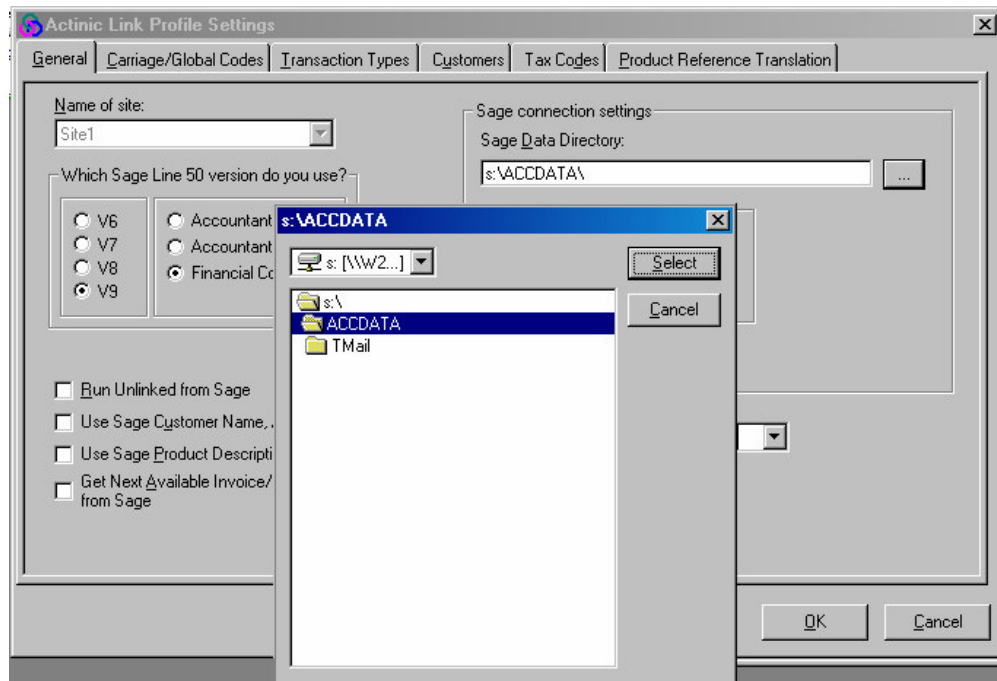 Actinic Link Profile Settings
General Carriage/Global Codes Transaction Types Customers Tax Codes Product Reference Translation
Name of site:
Site1
Which Sage Line 50 version do you use?
V6
V7
V8
V9
Accountant
Accountant
Financial Co
Sage connection settings
Sage Data Directory:
s:\ACCDATA\
...
s:\ACCDATA
s: [\\W2...]
Select
Cancel
s:\
ACCDATA
TMail
Run Unlinked from Sage
Use Sage Customer Name,
Use Sage Product Descripti
Get Next Available Invoice/
from Sage
OK
Cancel